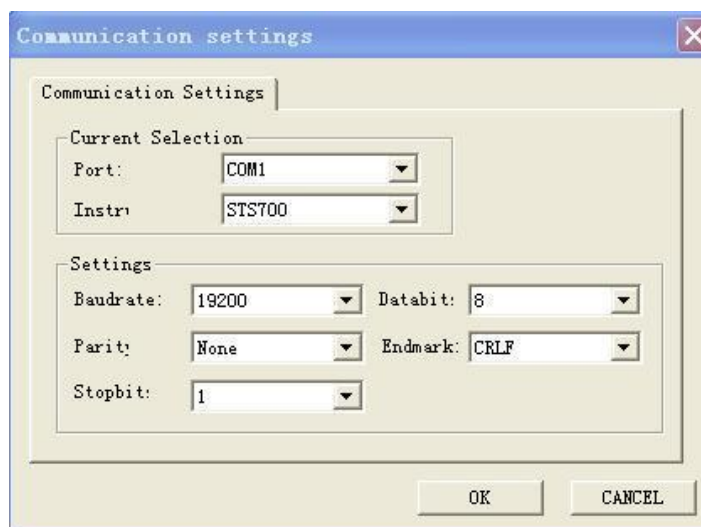 Communication settings
Communication Settings
Current Selection
Port: COM1
Instr STS700
Settings
Baudrate: 19200 Databit: 8
Parity None Endmark: CRLF
Stopbit: 1
OK CANCEL